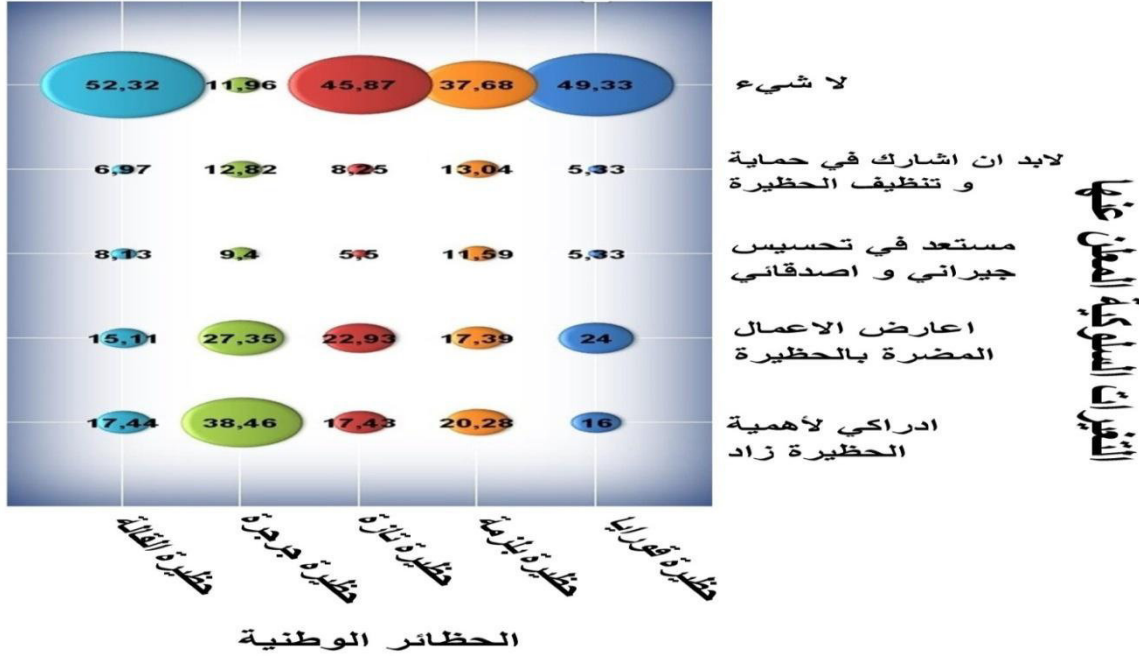 52,32 11,96 45,87 37,68 49,33
لا شيء
6,97 12,82 8,25 13,04 5,33
لابد ان اشارك في حماية
و تنظيف الحظيرة
8,13 9,4 5,5 11,59 5,33
مستعد في تحسيس
جيراني و اصدقائي
15,11 27,35 22,93 17,39 24
اعارض الاعمال
المضرة بالحظيرة
17,44 38,46 17,43 20,28 16
ادراكي لأهمية
الحظيرة زاد
التغيرات السلوكية المعلن عنها
حظيرة القالة
حظيرة جرجرة
حظيرة تازة
حظيرة بلزمة
حظيرة قورايا
الحظائر الوطنية